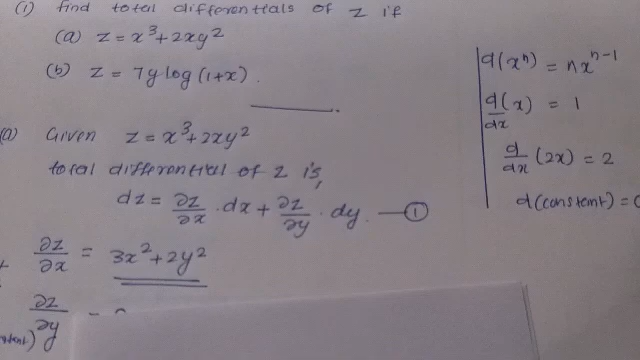 (1) Find total differentials of z if
(a) z = x³ + 2xy²
(b) z = 7y log(1+x).
(a) Given z = x³ + 2xy²
total differential of z is,
dz = ∂z/∂x . dx + ∂z/∂y . dy. — ①
∂z/∂x = 3x² + 2y²
∂z/∂y
d(xⁿ) = nxⁿ⁻¹
d/dx (x) = 1
d/dx (2x) = 2
d(constant) = 0